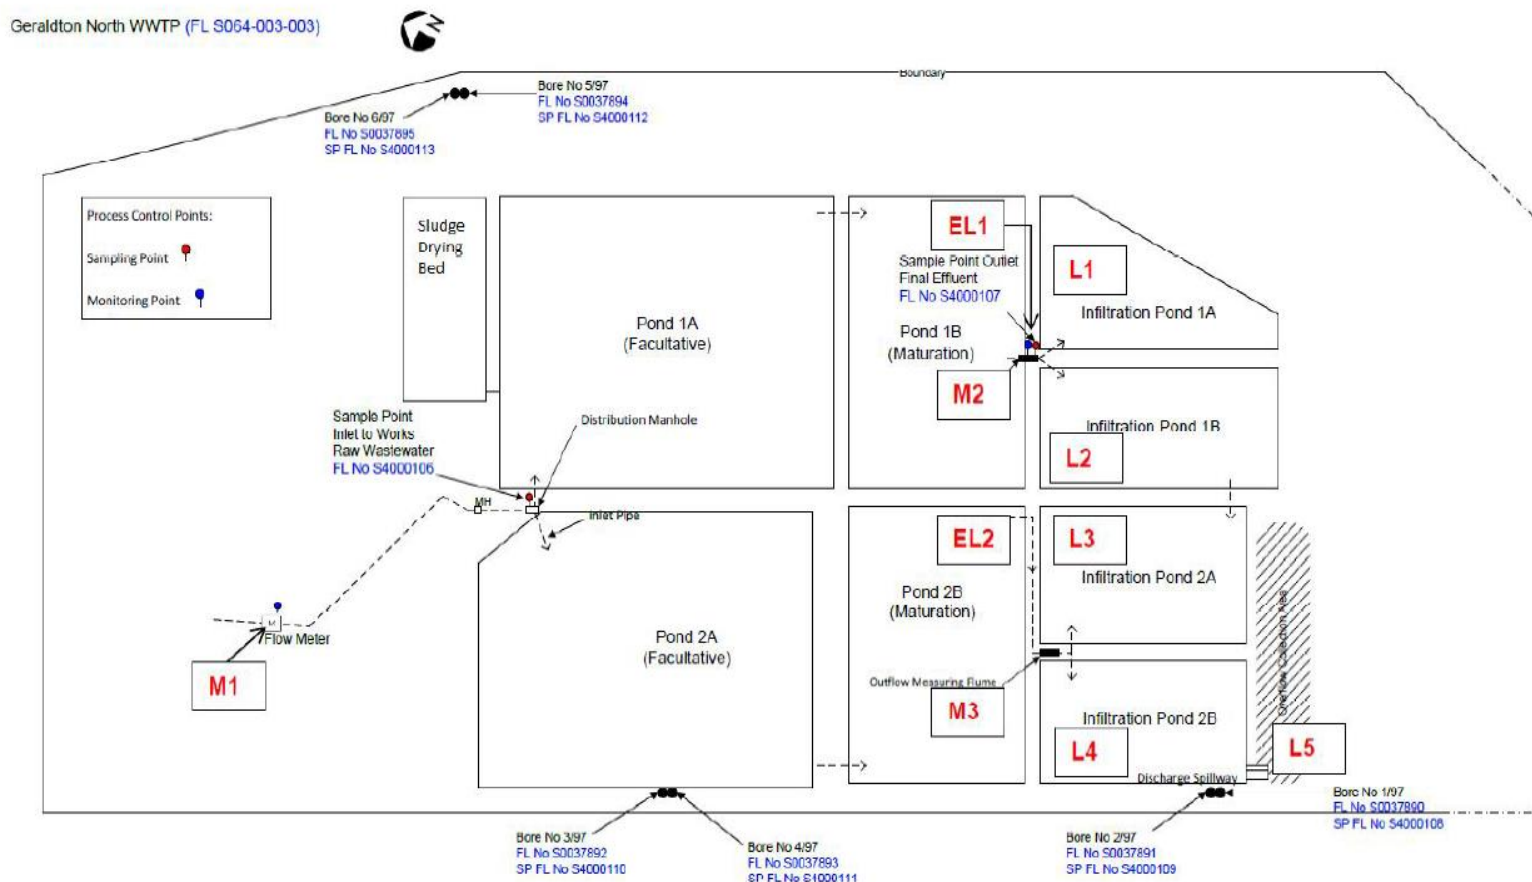 Geraldton North WWTP (FL S064-003-003)
N
Boundary
Bore No 5/97
FL No S0037894
SP FL No S4000112
Bore No 6/97
FL No S0037895
SP FL No S4000113
Process Control Points:
Sampling Point
Monitoring Point
Sludge
Drying
Bed
Pond 1A
(Facultative)
EL1
Sample Point Outlet
Final Effluent
FL No S4000107
Pond 1B
(Maturation)
M2
L1
Infiltration Pond 1A
Infiltration Pond 1B
L2
Sample Point
Inlet to Works
Raw Wastewater
FL No S4000106
Distribution Manhole
MH
Inlet Pipe
Flow Meter
M1
Pond 2A
(Facultative)
EL2
Pond 2B
(Maturation)
Outflow Measuring Flume
M3
L3
Infiltration Pond 2A
Infiltration Pond 2B
L4
Discharge Spillway
Overflow Collection Area
L5
Bore No 3/97
FL No S0037892
SP FL No S4000110
Bore No 4/97
FL No S0037893
SP FL No S4000111
Bore No 2/97
FL No S0037891
SP FL No S4000109
Bore No 1/97
FL No S0037890
SP FL No S4000108